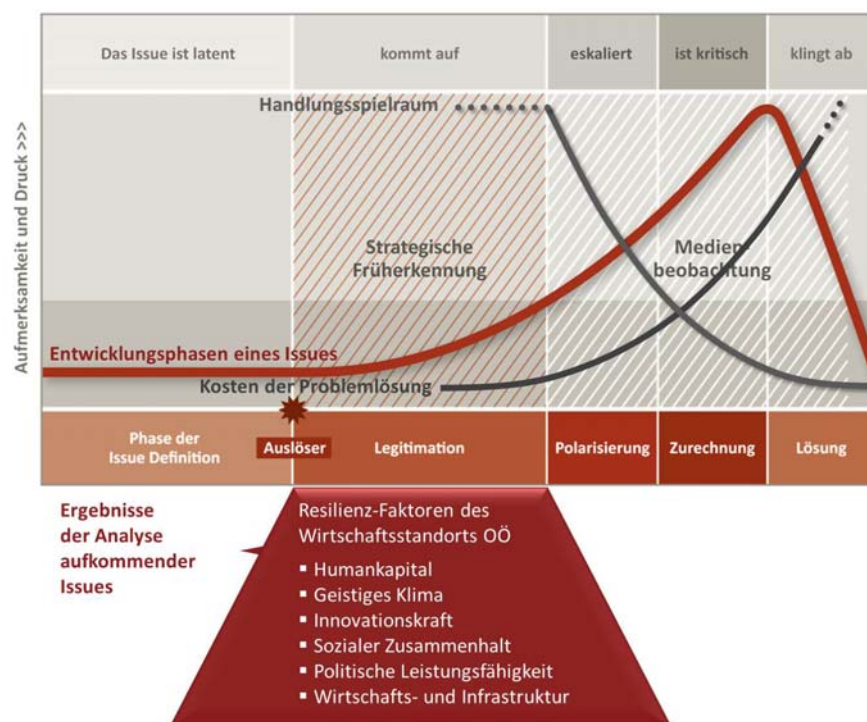 Das Issue ist latent
kommt auf
eskaliert
ist kritisch
klingt ab
Handlungsspielraum
Aufmerksamkeit und Druck >>>
Strategische
Früherkennung
Medien-
beobachtung
Entwicklungsphasen eines Issues
Kosten der Problemlösung
Phase der
Issue Definition
Auslöser
Legitimation
Polarisierung
Zurechnung
Lösung
Ergebnisse
der Analyse
aufkommender
Issues
Resilienz-Faktoren des
Wirtschaftsstandorts OÖ
▪ Humankapital
▪ Geistiges Klima
▪ Innovationskraft
▪ Sozialer Zusammenhalt
▪ Politische Leistungsfähigkeit
▪ Wirtschafts- und Infrastruktur